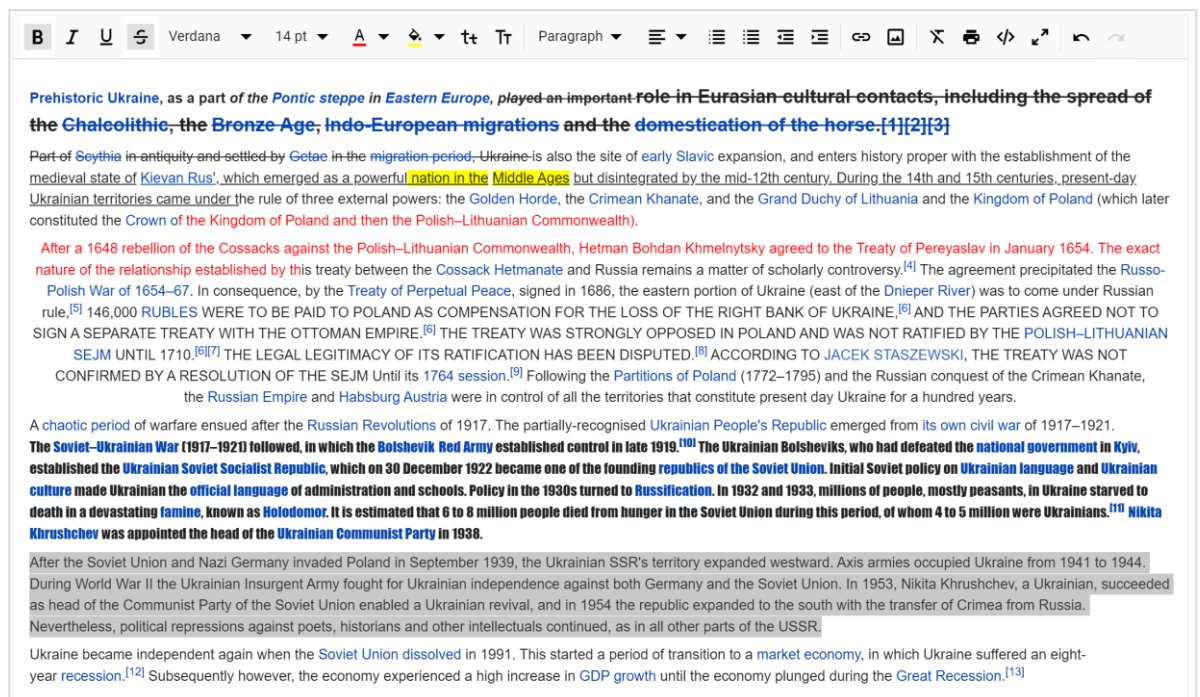 B I U S Verdana 14 pt A tt Tт Paragraph
Prehistoric Ukraine, as a part of the Pontic steppe in Eastern Europe, played an important role in Eurasian cultural contacts, including the spread of
the Chalcolithic, the Bronze Age, Indo-European migrations and the domestication of the horse.[1][2][3]
Part of Scythia in antiquity and settled by Getae in the migration period, Ukraine is also the site of early Slavic expansion, and enters history proper with the establishment of the
medieval state of Kievan Rus', which emerged as a powerful nation in the Middle Ages but disintegrated by the mid-12th century. During the 14th and 15th centuries, present-day
Ukrainian territories came under the rule of three external powers: the Golden Horde, the Crimean Khanate, and the Grand Duchy of Lithuania and the Kingdom of Poland (which later
constituted the Crown of the Kingdom of Poland and then the Polish–Lithuanian Commonwealth).
After a 1648 rebellion of the Cossacks against the Polish–Lithuanian Commonwealth, Hetman Bohdan Khmelnytsky agreed to the Treaty of Pereyaslav in January 1654. The exact
nature of the relationship established by this treaty between the Cossack Hetmanate and Russia remains a matter of scholarly controversy.[4] The agreement precipitated the Russo-
Polish War of 1654–67. In consequence, by the Treaty of Perpetual Peace, signed in 1686, the eastern portion of Ukraine (east of the Dnieper River) was to come under Russian
rule,[5] 146,000 RUBLES WERE TO BE PAID TO POLAND AS COMPENSATION FOR THE LOSS OF THE RIGHT BANK OF UKRAINE,[6] AND THE PARTIES AGREED NOT TO
SIGN A SEPARATE TREATY WITH THE OTTOMAN EMPIRE.[6] THE TREATY WAS STRONGLY OPPOSED IN POLAND AND WAS NOT RATIFIED BY THE POLISH–LITHUANIAN
SEJM UNTIL 1710.[6][7] THE LEGAL LEGITIMACY OF ITS RATIFICATION HAS BEEN DISPUTED.[8] ACCORDING TO JACEK STASZEWSKI, THE TREATY WAS NOT
CONFIRMED BY A RESOLUTION OF THE SEJM Until its 1764 session.[9] Following the Partitions of Poland (1772–1795) and the Russian conquest of the Crimean Khanate,
the Russian Empire and Habsburg Austria were in control of all the territories that constitute present day Ukraine for a hundred years.
A chaotic period of warfare ensued after the Russian Revolutions of 1917. The partially-recognised Ukrainian People's Republic emerged from its own civil war of 1917–1921.
The Soviet–Ukrainian War (1917–1921) followed, in which the Bolshevik Red Army established control in late 1919.[10] The Ukrainian Bolsheviks, who had defeated the national government in Kyiv,
established the Ukrainian Soviet Socialist Republic, which on 30 December 1922 became one of the founding republics of the Soviet Union. Initial Soviet policy on Ukrainian language and Ukrainian
culture made Ukrainian the official language of administration and schools. Policy in the 1930s turned to Russification. In 1932 and 1933, millions of people, mostly peasants, in Ukraine starved to
death in a devastating famine, known as Holodomor. It is estimated that 6 to 8 million people died from hunger in the Soviet Union during this period, of whom 4 to 5 million were Ukrainians.[11] Nikita
Khrushchev was appointed the head of the Ukrainian Communist Party in 1938.
After the Soviet Union and Nazi Germany invaded Poland in September 1939, the Ukrainian SSR's territory expanded westward. Axis armies occupied Ukraine from 1941 to 1944.
During World War II the Ukrainian Insurgent Army fought for Ukrainian independence against both Germany and the Soviet Union. In 1953, Nikita Khrushchev, a Ukrainian, succeeded
as head of the Communist Party of the Soviet Union enabled a Ukrainian revival, and in 1954 the republic expanded to the south with the transfer of Crimea from Russia.
Nevertheless, political repressions against poets, historians and other intellectuals continued, as in all other parts of the USSR.
Ukraine became independent again when the Soviet Union dissolved in 1991. This started a period of transition to a market economy, in which Ukraine suffered an eight-
year recession.[12] Subsequently however, the economy experienced a high increase in GDP growth until the economy plunged during the Great Recession.[13]